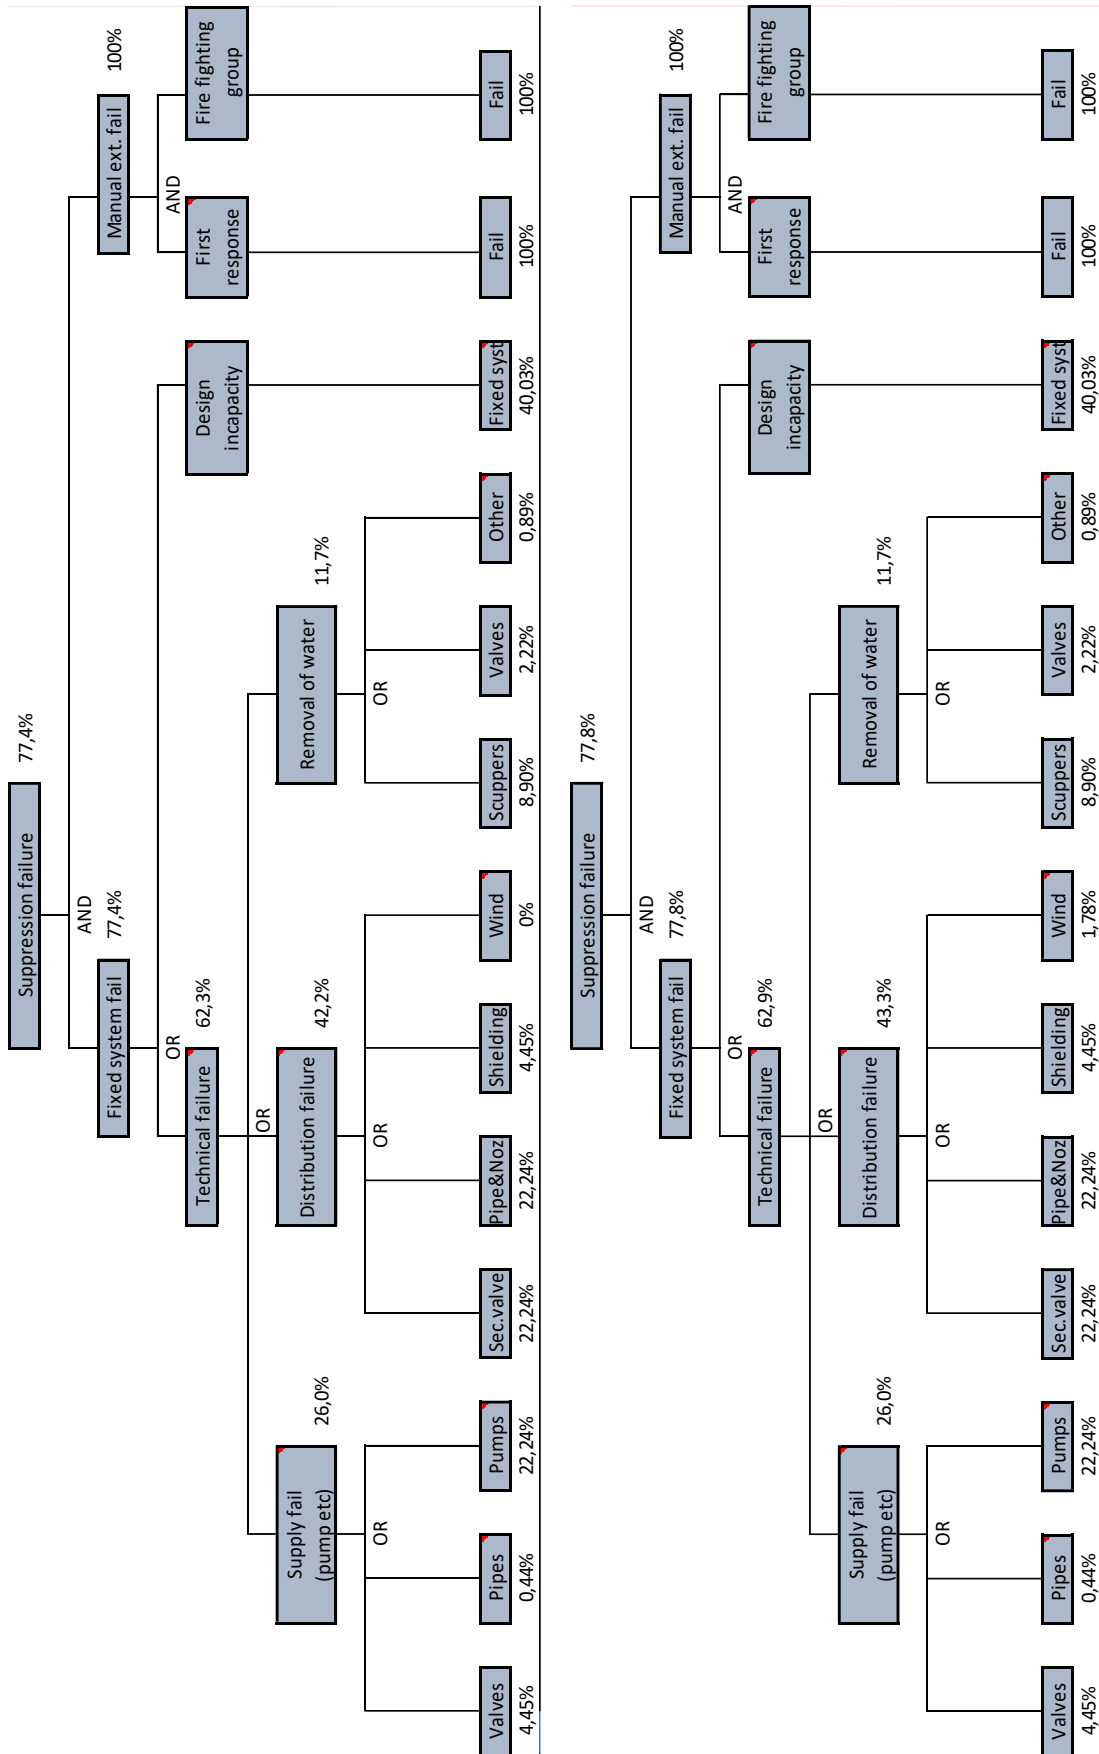 Suppression failure
77,4%
AND
Fixed system fail
77,4%
Manual ext. fail
100%
OR
AND
Technical failure
62,3%
Design
incapacity
First
response
Fire fighting
group
OR
Supply fail
(pump etc)
26,0%
Distribution failure
42,2%
Removal of water
11,7%
OR
OR
OR
Valves
Pipes
Pumps
Sec.valve
Pipe&Noz
Shielding
Wind
Scuppers
Valves
Other
Fixed syst
Fail
Fail
4,45%
0,44%
22,24%
22,24%
22,24%
4,45%
0%
8,90%
2,22%
0,89%
40,03%
100%
100%
Suppression failure
77,8%
AND
Fixed system fail
77,8%
Manual ext. fail
100%
OR
AND
Technical failure
62,9%
Design
incapacity
First
response
Fire fighting
group
OR
Supply fail
(pump etc)
26,0%
Distribution failure
43,3%
Removal of water
11,7%
OR
OR
OR
Valves
Pipes
Pumps
Sec.valve
Pipe&Noz
Shielding
Wind
Scuppers
Valves
Other
Fixed syst
Fail
Fail
4,45%
0,44%
22,24%
22,24%
22,24%
4,45%
1,78%
8,90%
2,22%
0,89%
40,03%
100%
100%